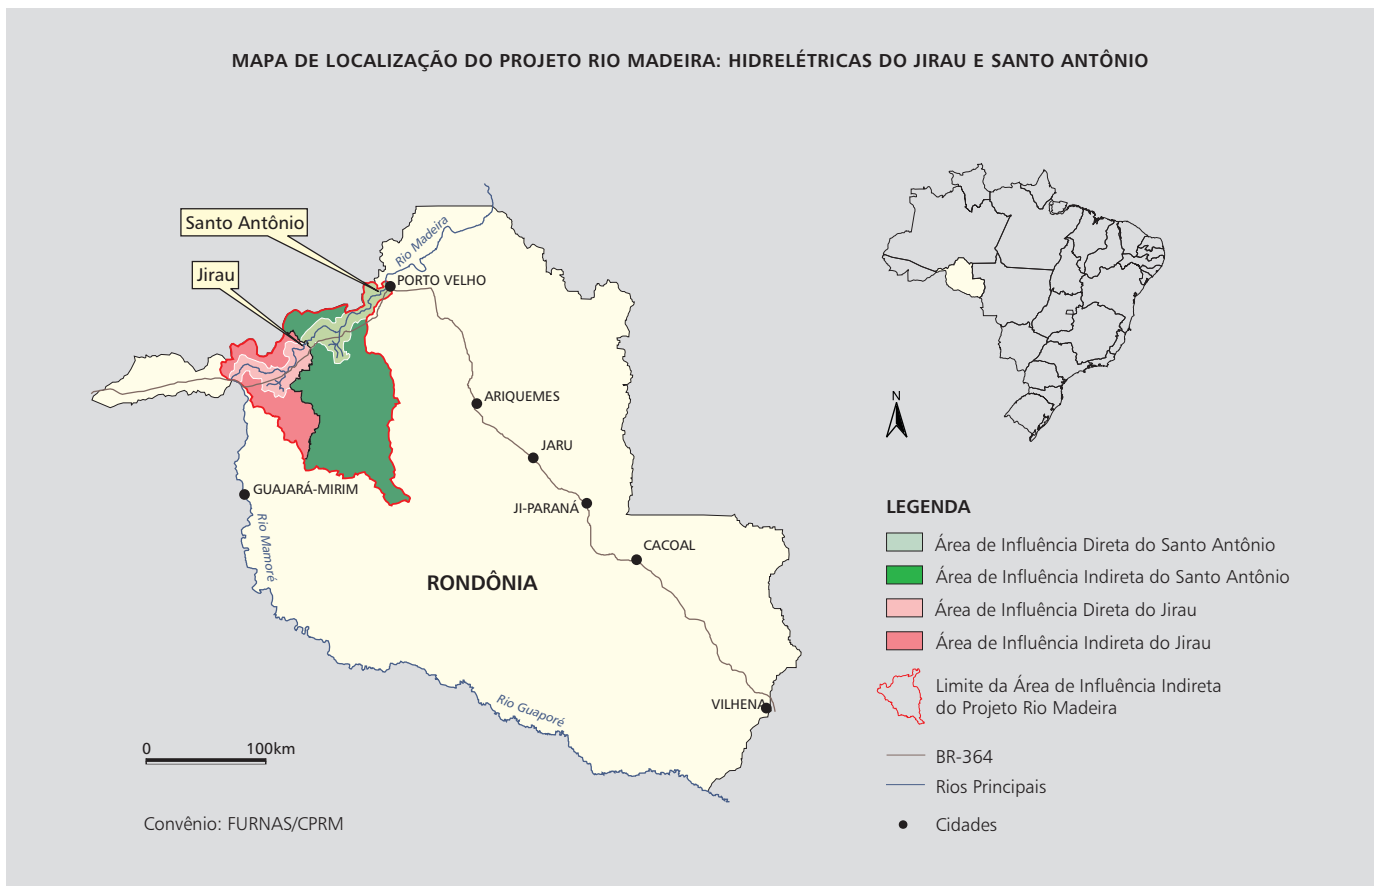 MAPA DE LOCALIZAÇÃO DO PROJETO RIO MADEIRA: HIDRELÉTRICAS DO JIRAU E SANTO ANTÔNIO
Santo Antônio
Rio Madeira
Jirau
PORTO VELHO
ARIQUEMES
JARU
GUAJARÁ-MIRIM
JI-PARANÁ
Rio Mamoré
CACOAL
RONDÔNIA
Rio Guaporé
VILHENA
0 100km
Convênio: FURNAS/CPRM
N
LEGENDA
Área de Influência Direta do Santo Antônio
Área de Influência Indireta do Santo Antônio
Área de Influência Direta do Jirau
Área de Influência Indireta do Jirau
Limite da Área de Influência Indireta
do Projeto Rio Madeira
BR-364
Rios Principais
Cidades